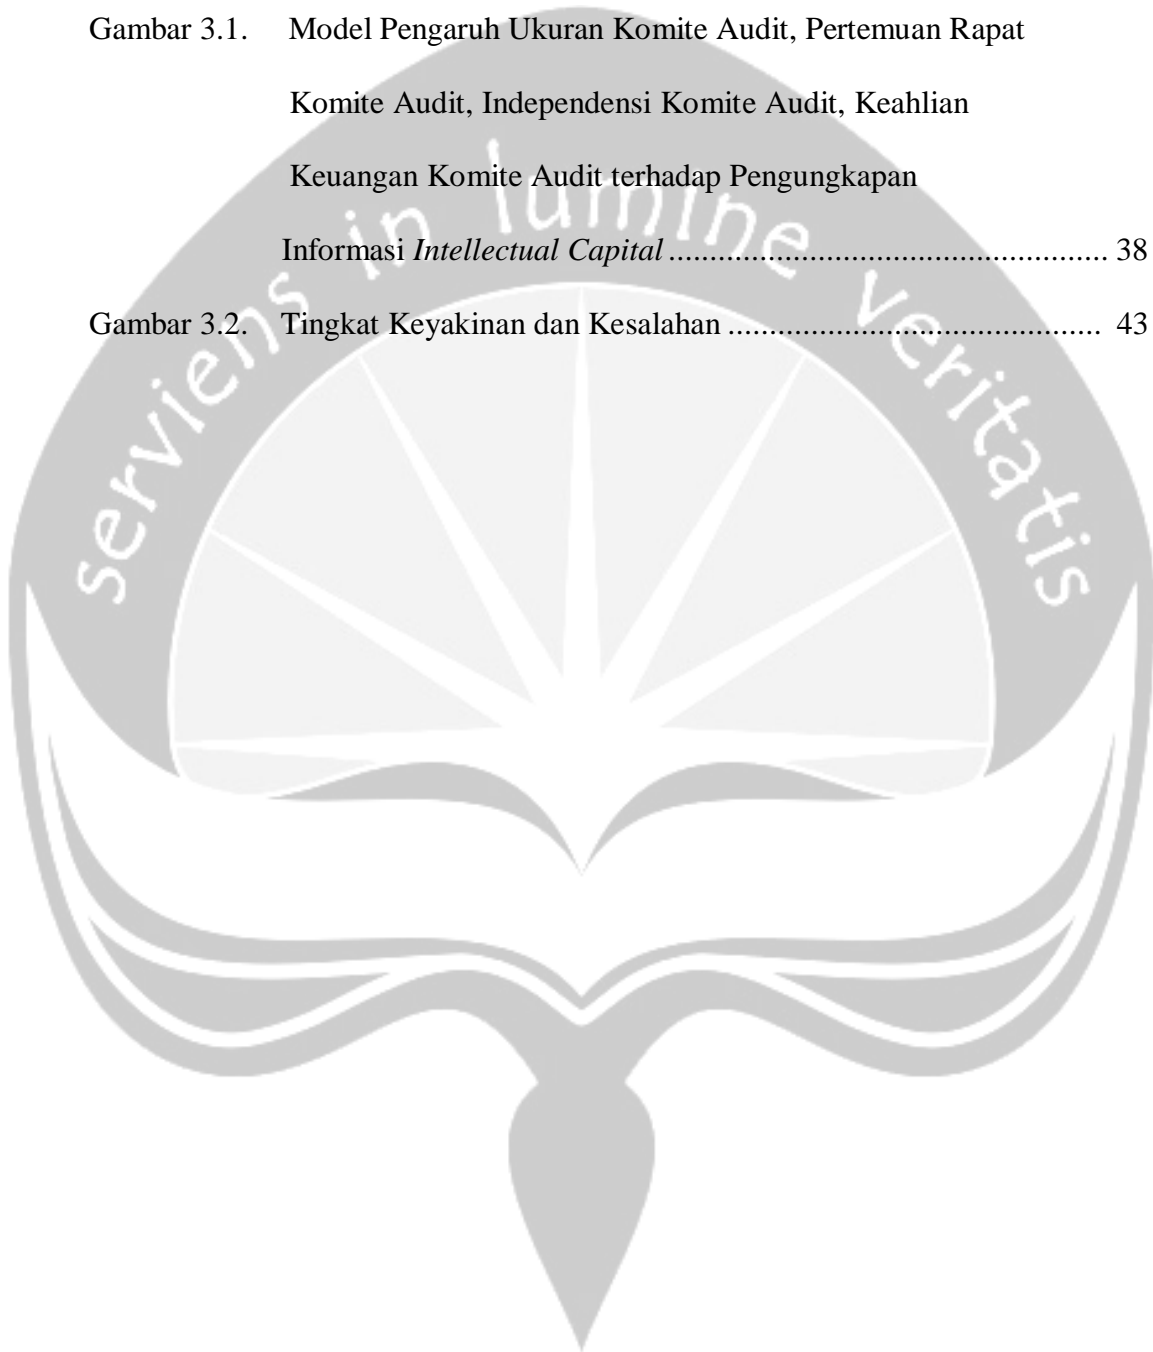 Gambar 3.1. Model Pengaruh Ukuran Komite Audit, Pertemuan Rapat
Komite Audit, Independensi Komite Audit, Keahlian
Keuangan Komite Audit terhadap Pengungkapan
Informasi Intellectual Capital ..................................................... 38
Gambar 3.2. Tingkat Keyakinan dan Kesalahan ............................................. 43
serviens in lumine veritatis